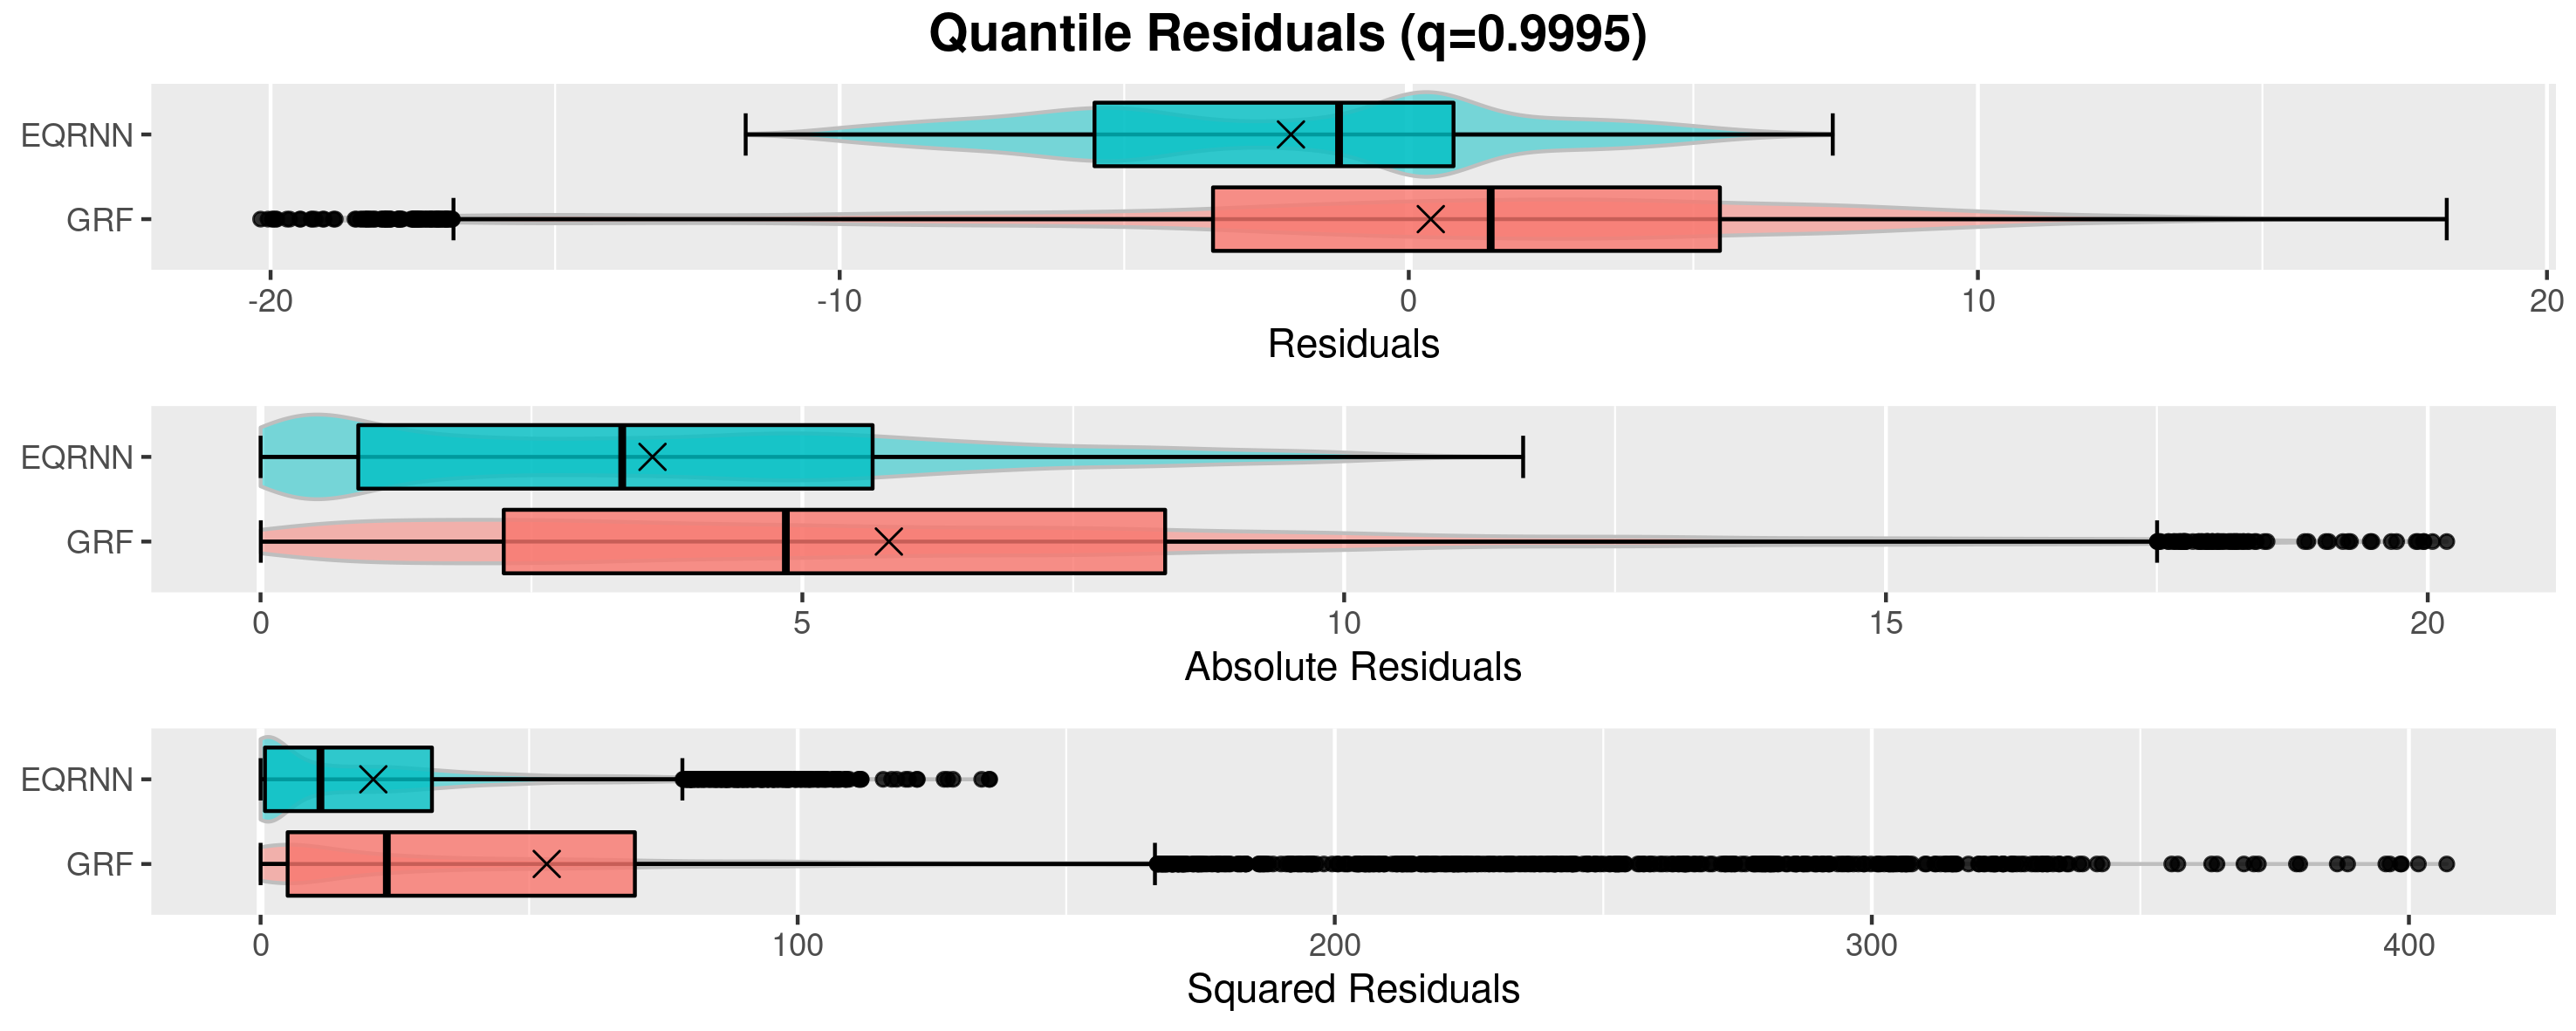 Quantile Residuals (q=0.9995)
EQRNN
GRF
-20 -10 0 10 20
Residuals
EQRNN
GRF
0 5 10 15 20
Absolute Residuals
EQRNN
GRF
0 100 200 300 400
Squared Residuals